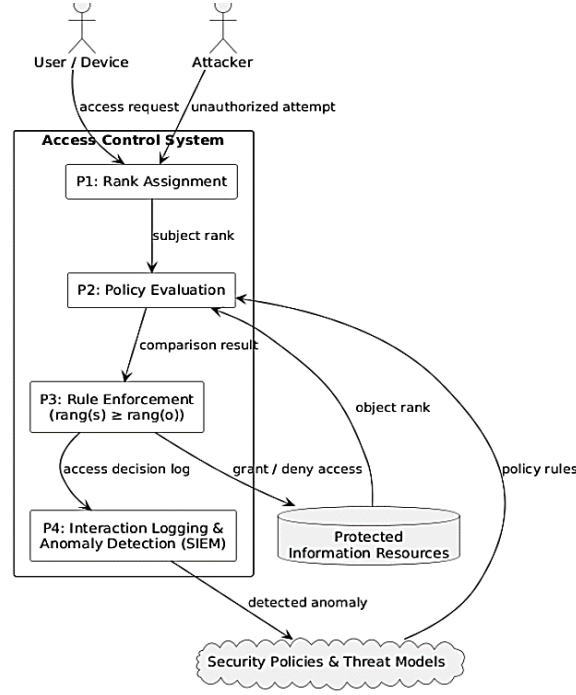 User / Device
Attacker
access request
unauthorized attempt
Access Control System
P1: Rank Assignment
subject rank
P2: Policy Evaluation
comparison result
P3: Rule Enforcement
(rang(s) ≥ rang(o))
object rank
access decision log
grant / deny access
policy rules
P4: Interaction Logging &
Anomaly Detection (SIEM)
Protected
Information Resources
detected anomaly
Security Policies & Threat Models